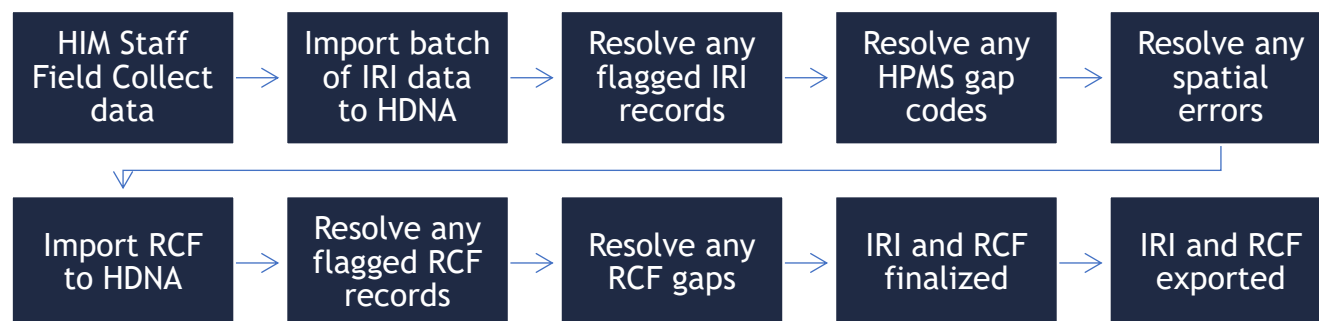 HIM Staff
Field Collect
data
Import batch
of IRI data
to HDNA
Resolve any
flagged IRI
records
Resolve any
HPMS gap
codes
Resolve any
spatial
errors
Import RCF
to HDNA
Resolve any
flagged RCF
records
Resolve any
RCF gaps
IRI and RCF
finalized
IRI and RCF
exported